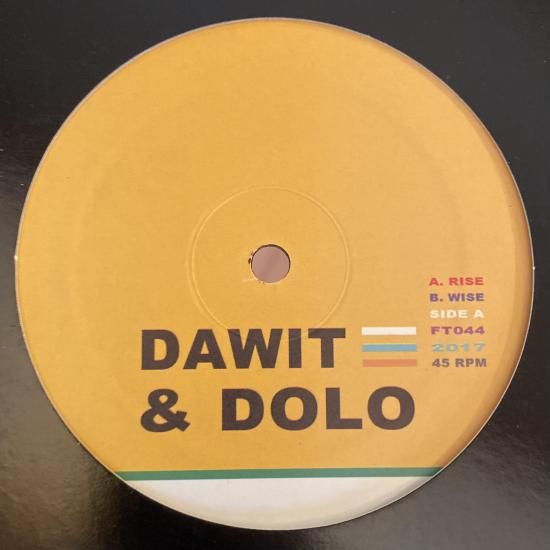 A. RISE
B. WISE
SIDE A
FT044
2017
45 RPM
DAWIT
& DOLO